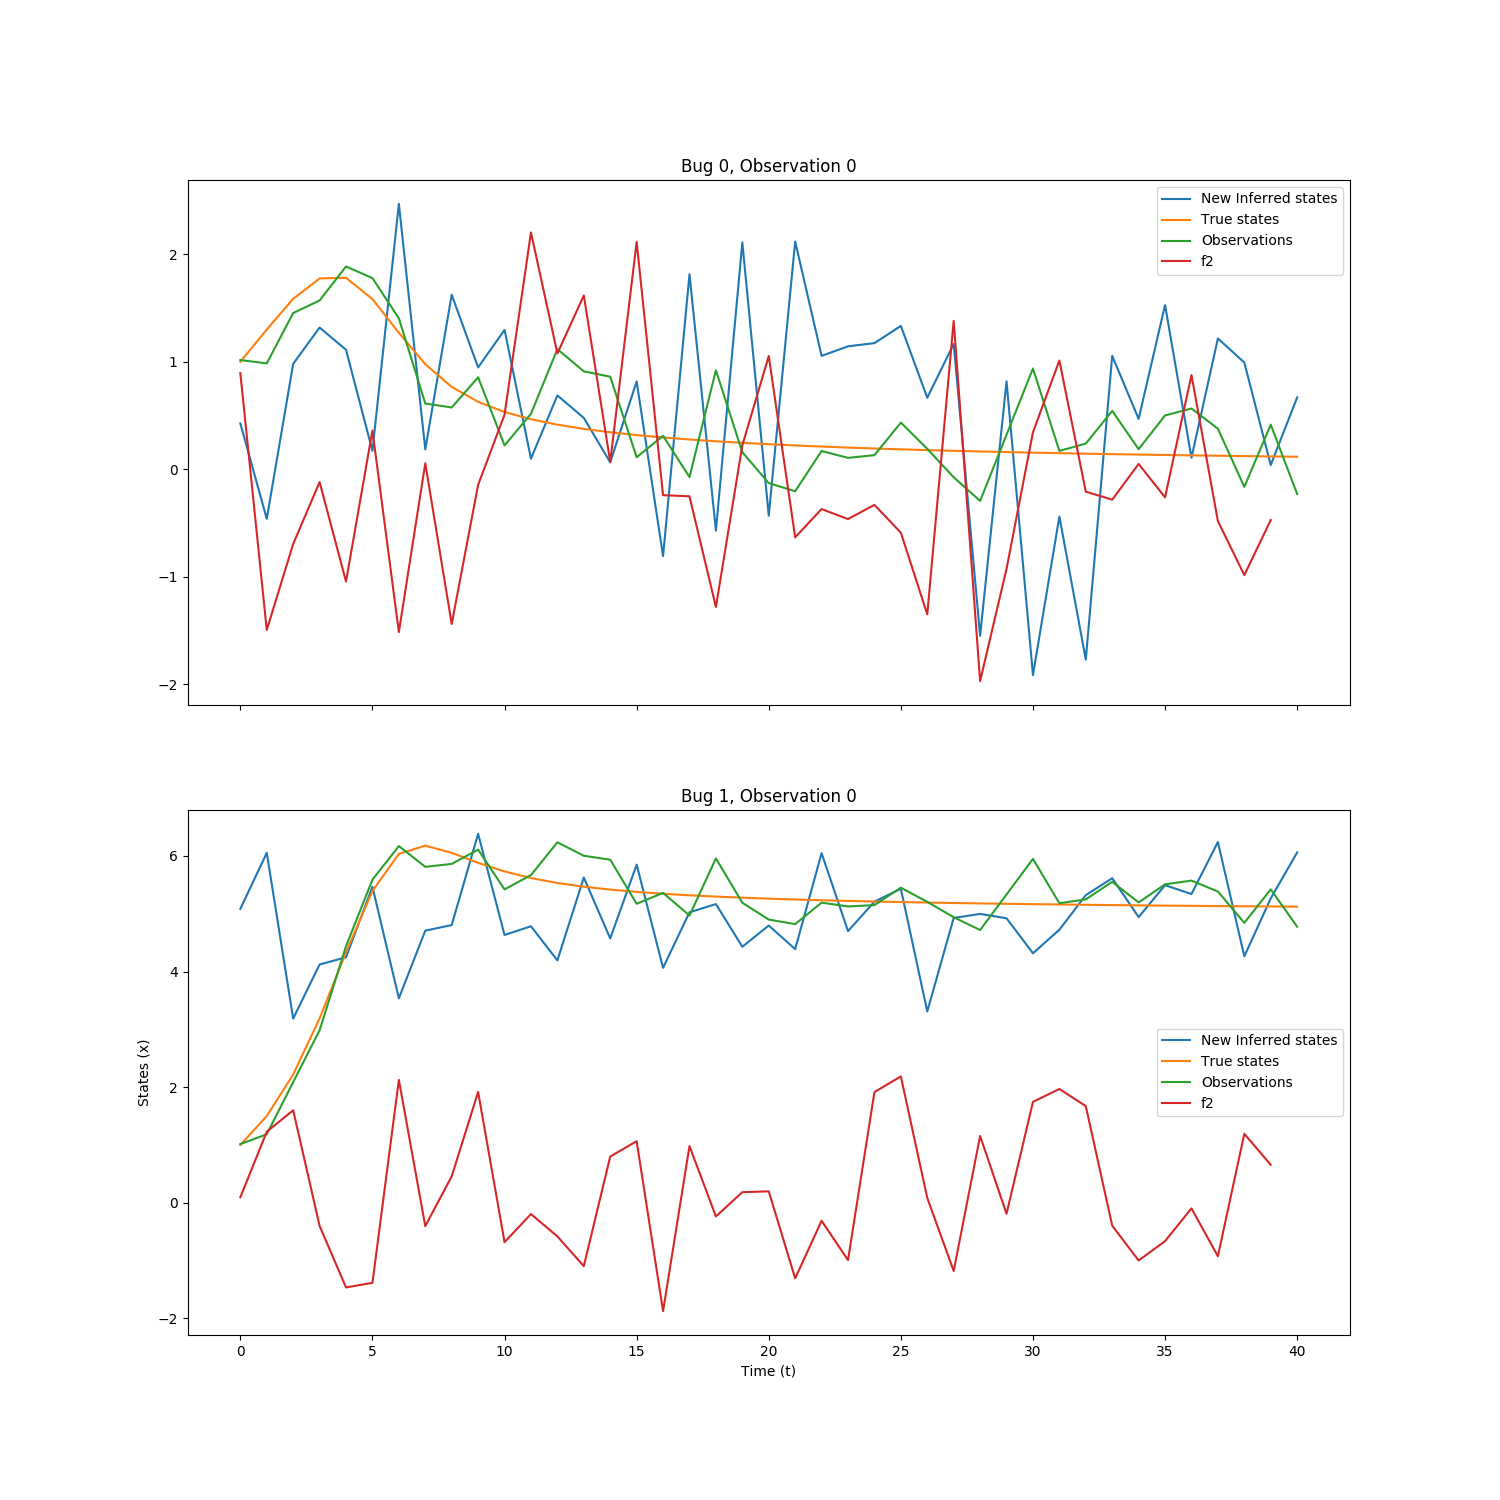 Bug 0, Observation 0
New Inferred states
True states
Observations
f2
2
1
0
−1
−2
Bug 1, Observation 0
New Inferred states
True states
Observations
f2
6
4
2
0
−2
States (x)
0 5 10 15 20 25 30 35 40
Time (t)